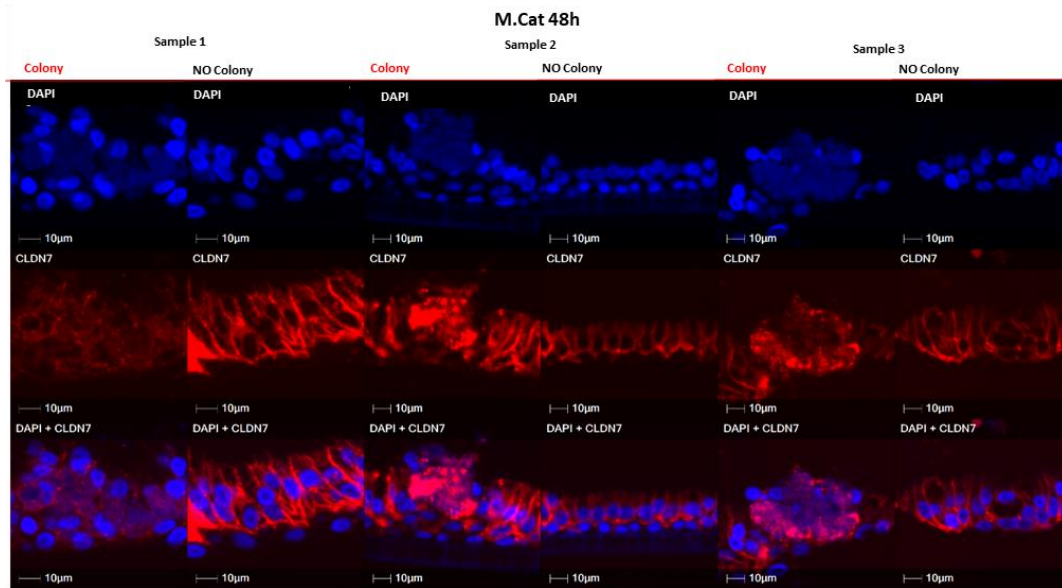 M.Cat 48h
Sample 1 Sample 2 Sample 3
Colony NO Colony Colony NO Colony Colony NO Colony
DAPI DAPI DAPI DAPI DAPI DAPI
10μm 10μm 10μm 10μm 10μm 10μm
CLDN7 CLDN7 CLDN7 CLDN7 CLDN7 CLDN7
10μm 10μm 10μm 10μm 10μm 10μm
DAPI + CLDN7 DAPI + CLDN7 DAPI + CLDN7 DAPI + CLDN7 DAPI + CLDN7 DAPI + CLDN7
10μm 10μm 10μm 10μm 10μm 10μm